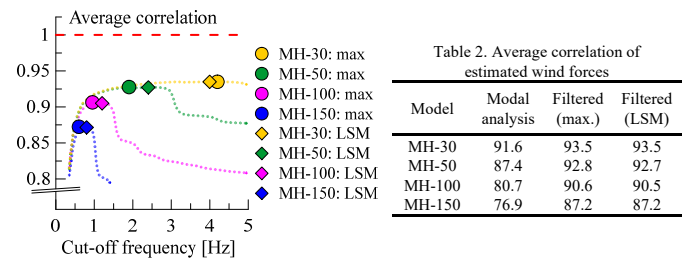 Average correlation
1
0.95
0.9
0.85
0.8
0 1 2 3 4 5
Cut-off frequency [Hz]
MH-30: max
MH-50: max
MH-100: max
MH-150: max
MH-30: LSM
MH-50: LSM
MH-100: LSM
MH-150: LSM
Table 2. Average correlation of
estimated wind forces
Model Modal analysis Filtered (max.) Filtered (LSM)
MH-30 91.6 93.5 93.5
MH-50 87.4 92.8 92.7
MH-100 80.7 90.6 90.5
MH-150 76.9 87.2 87.2